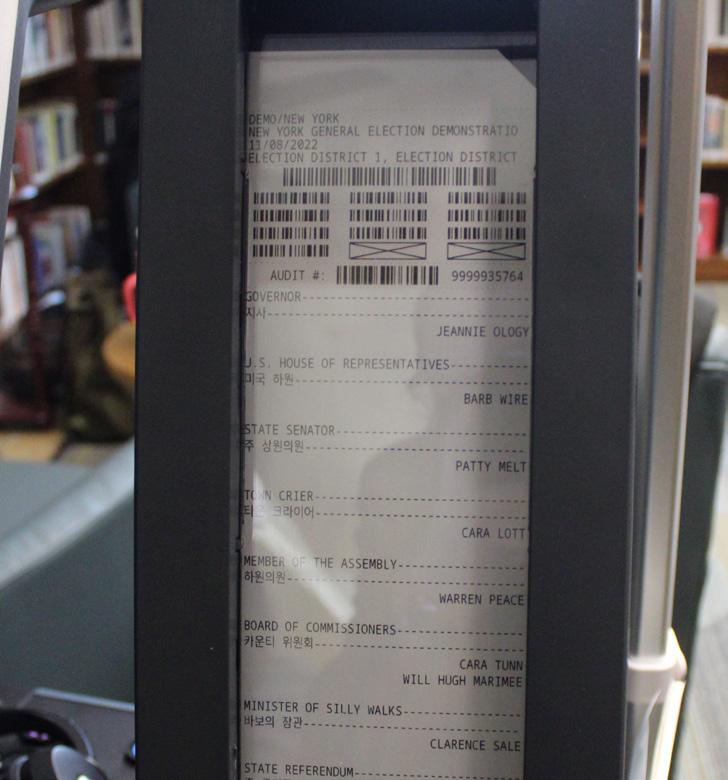 DEMO/NEW YORK
NEW YORK GENERAL ELECTION DEMONSTRATIO
11/08/2022
ELECTION DISTRICT 1, ELECTION DISTRICT
AUDIT #: 9999935764
GOVERNOR
지사
JEANNIE OLOGY
U.S. HOUSE OF REPRESENTATIVES
미국 하원
BARB WIRE
STATE SENATOR
주 상원의원
PATTY MELT
TOWN CRIER
타운 크라이어
CARA LOTT
MEMBER OF THE ASSEMBLY
하원의원
WARREN PEACE
BOARD OF COMMISSIONERS
카운티 위원회
CARA TUNN
WILL HUGH MARIMEE
MINISTER OF SILLY WALKS
바보의 장관
CLARENCE SALE
STATE REFERENDUM